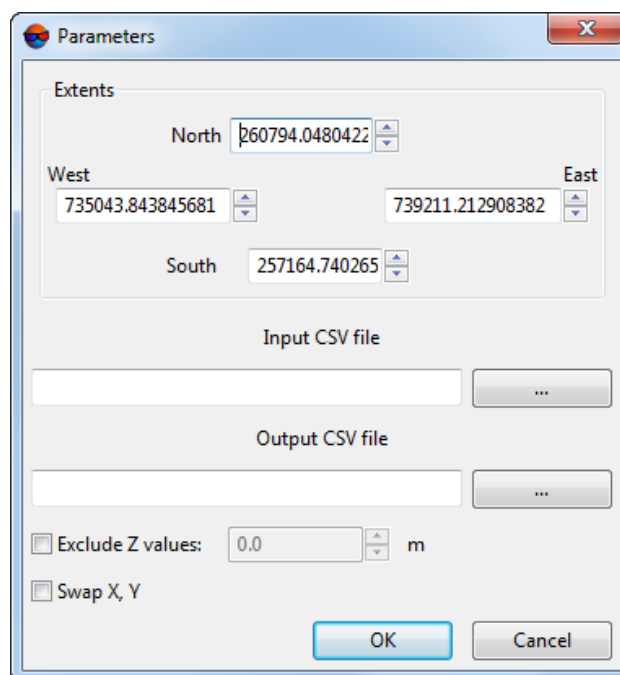 Parameters
Extents
North 260794.0480422
West East
735043.843845681 739211.212908382
South 257164.740265
Input CSV file
...
Output CSV file
...
Exclude Z values: 0.0 m
Swap X, Y
OK Cancel